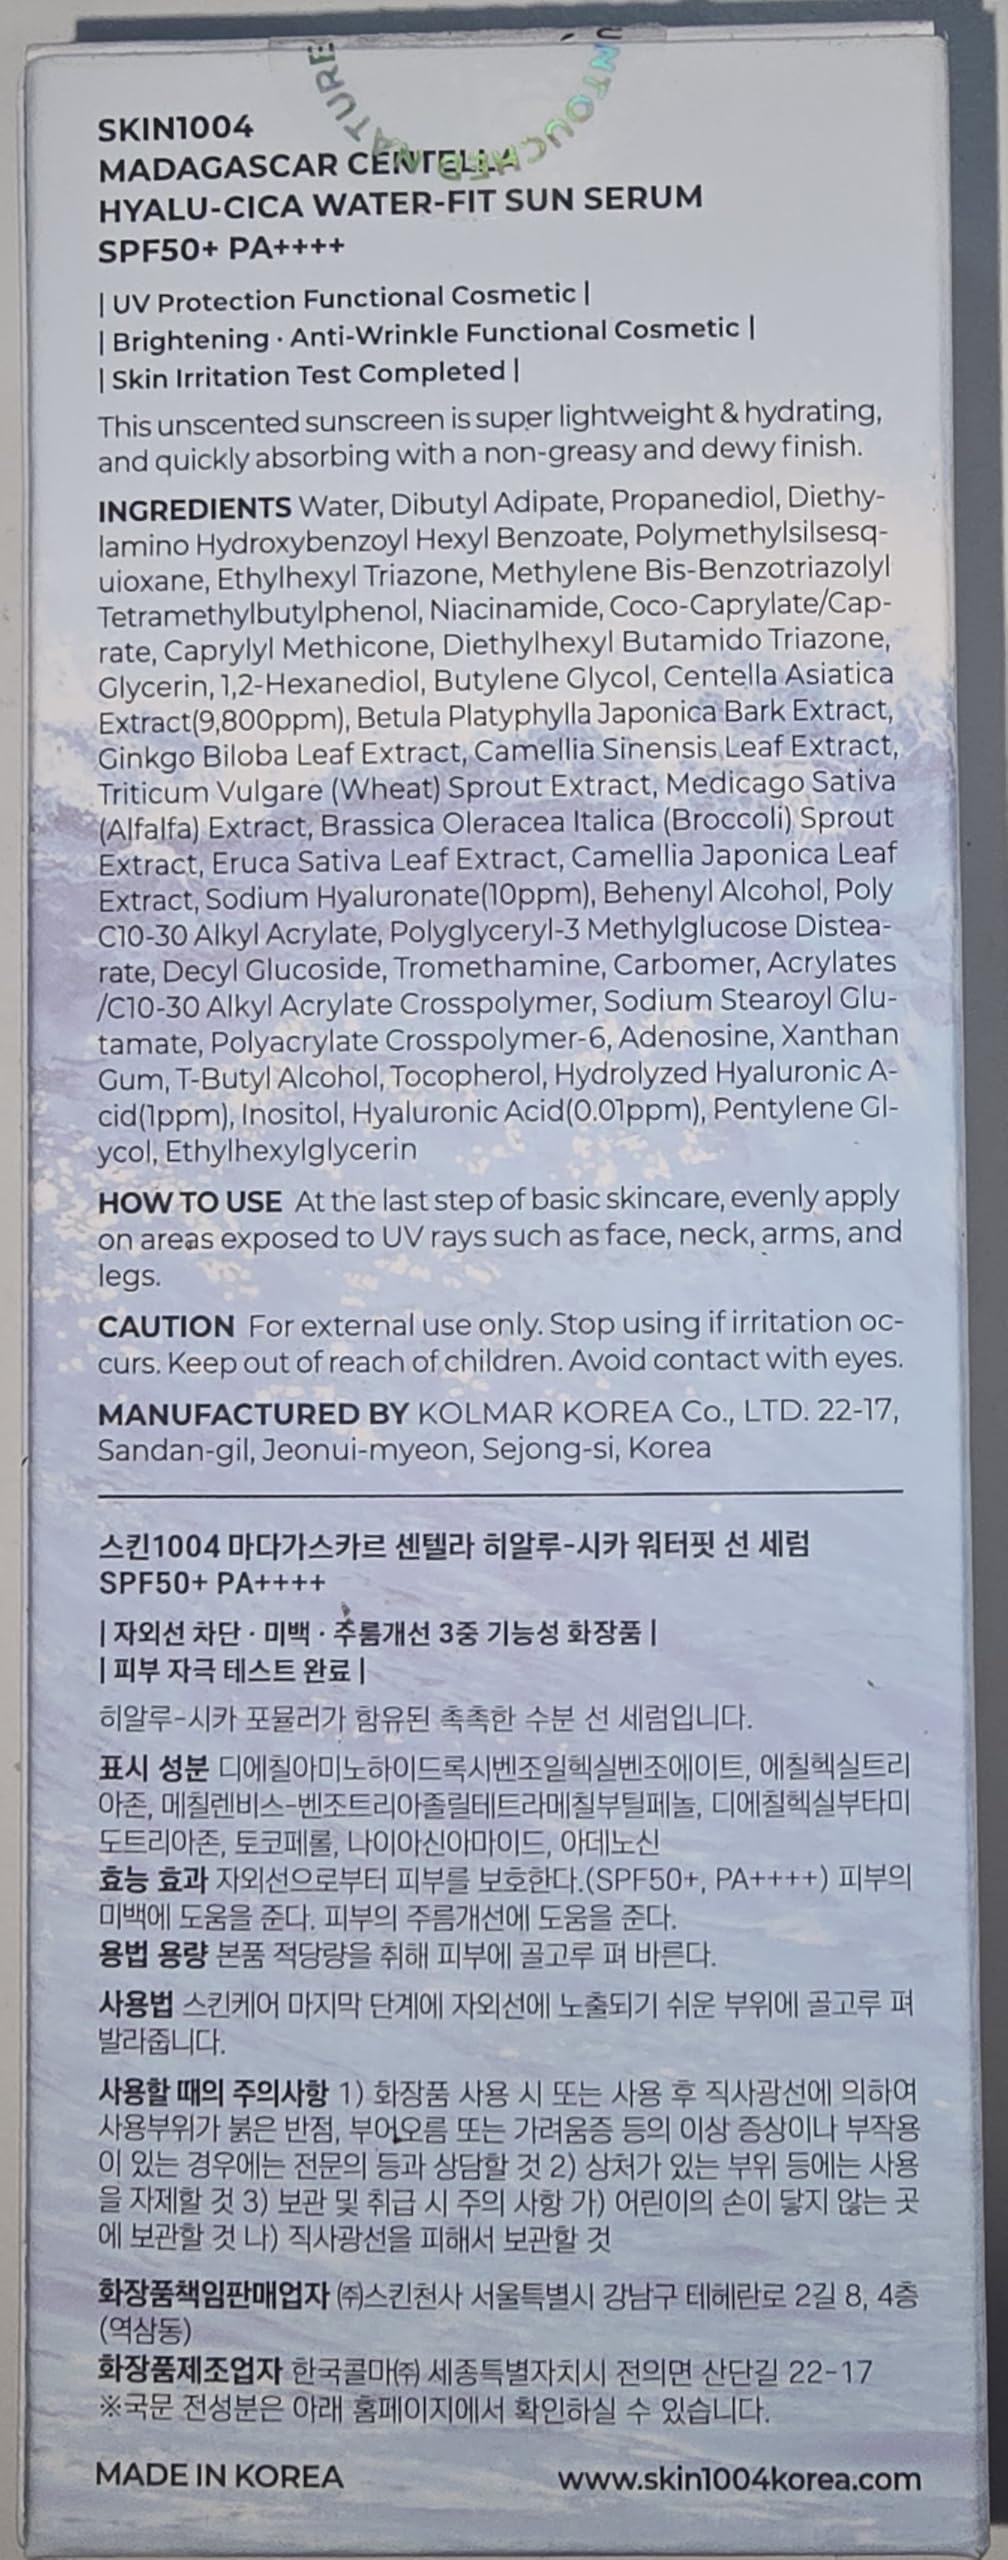 UNTOUCHED NATURE
SKIN1004
MADAGASCAR CENTELLA
HYALU-CICA WATER-FIT SUN SERUM
SPF50+ PA++++
| UV Protection Functional Cosmetic |
| Brightening · Anti-Wrinkle Functional Cosmetic |
| Skin Irritation Test Completed |
This unscented sunscreen is super lightweight & hydrating,
and quickly absorbing with a non-greasy and dewy finish.
INGREDIENTS Water, Dibutyl Adipate, Propanediol, Diethy-
lamino Hydroxybenzoyl Hexyl Benzoate, Polymethylsilsesq-
uioxane, Ethylhexyl Triazone, Methylene Bis-Benzotriazolyl
Tetramethylbutylphenol, Niacinamide, Coco-Caprylate/Cap-
rate, Caprylyl Methicone, Diethylhexyl Butamido Triazone,
Glycerin, 1,2-Hexanediol, Butylene Glycol, Centella Asiatica
Extract(9,800ppm), Betula Platyphylla Japonica Bark Extract,
Ginkgo Biloba Leaf Extract, Camellia Sinensis Leaf Extract,
Triticum Vulgare (Wheat) Sprout Extract, Medicago Sativa
(Alfalfa) Extract, Brassica Oleracea Italica (Broccoli) Sprout
Extract, Eruca Sativa Leaf Extract, Camellia Japonica Leaf
Extract, Sodium Hyaluronate(10ppm), Behenyl Alcohol, Poly
C10-30 Alkyl Acrylate, Polyglyceryl-3 Methylglucose Distea-
rate, Decyl Glucoside, Tromethamine, Carbomer, Acrylates
/C10-30 Alkyl Acrylate Crosspolymer, Sodium Stearoyl Glu-
tamate, Polyacrylate Crosspolymer-6, Adenosine, Xanthan
Gum, T-Butyl Alcohol, Tocopherol, Hydrolyzed Hyaluronic A-
cid(1ppm), Inositol, Hyaluronic Acid(0.01ppm), Pentylene Gl-
ycol, Ethylhexylglycerin
HOW TO USE At the last step of basic skincare, evenly apply
on areas exposed to UV rays such as face, neck, arms, and
legs.
CAUTION For external use only. Stop using if irritation oc-
curs. Keep out of reach of children. Avoid contact with eyes.
MANUFACTURED BY KOLMAR KOREA Co., LTD. 22-17,
Sandan-gil, Jeonui-myeon, Sejong-si, Korea
스킨1004 마다가스카르 센텔라 히알루-시카 워터핏 선 세럼
SPF50+ PA++++
| 자외선 차단 · 미백 · 주름개선 3중 기능성 화장품 |
| 피부 자극 테스트 완료 |
히알루-시카 포뮬러가 함유된 촉촉한 수분 선 세럼입니다.
표시 성분 디에칠아미노하이드록시벤조일헥실벤조에이트, 에칠헥실트리
아존, 메칠렌비스-벤조트리아졸릴테트라메칠부틸페놀, 디에칠헥실부타미
도트리아존, 토코페롤, 나이아신아마이드, 아데노신
효능 효과 자외선으로부터 피부를 보호한다.(SPF50+, PA++++) 피부의
미백에 도움을 준다. 피부의 주름개선에 도움을 준다.
용법 용량 본품 적당량을 취해 피부에 골고루 펴 바른다.
사용법 스킨케어 마지막 단계에 자외선에 노출되기 쉬운 부위에 골고루 펴
발라줍니다.
사용할 때의 주의사항 1) 화장품 사용 시 또는 사용 후 직사광선에 의하여
사용부위가 붉은 반점, 부어오름 또는 가려움증 등의 이상 증상이나 부작용
이 있는 경우에는 전문의 등과 상담할 것 2) 상처가 있는 부위 등에는 사용
을 자제할 것 3) 보관 및 취급 시 주의 사항 가) 어린이의 손이 닿지 않는 곳
에 보관할 것 나) 직사광선을 피해서 보관할 것
화장품책임판매업자 ㈜스킨천사 서울특별시 강남구 테헤란로 2길 8, 4층
(역삼동)
화장품제조업자 한국콜마㈜ 세종특별자치시 전의면 산단길 22-17
※국문 전성분은 아래 홈페이지에서 확인하실 수 있습니다.
MADE IN KOREA
www.skin1004korea.com